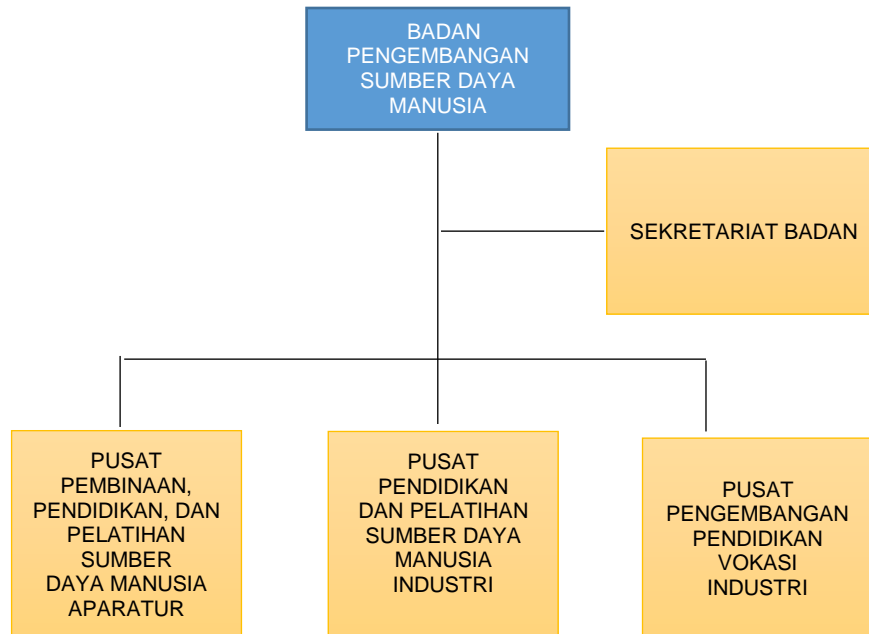 BADAN
PENGEMBANGAN
SUMBER DAYA
MANUSIA
SEKRETARIAT BADAN
PUSAT
PEMBINAAN,
PENDIDIKAN, DAN
PELATIHAN
SUMBER
DAYA MANUSIA
APARATUR
PUSAT
PENDIDIKAN
DAN PELATIHAN
SUMBER DAYA
MANUSIA
INDUSTRI
PUSAT
PENGEMBANGAN
PENDIDIKAN
VOKASI
INDUSTRI